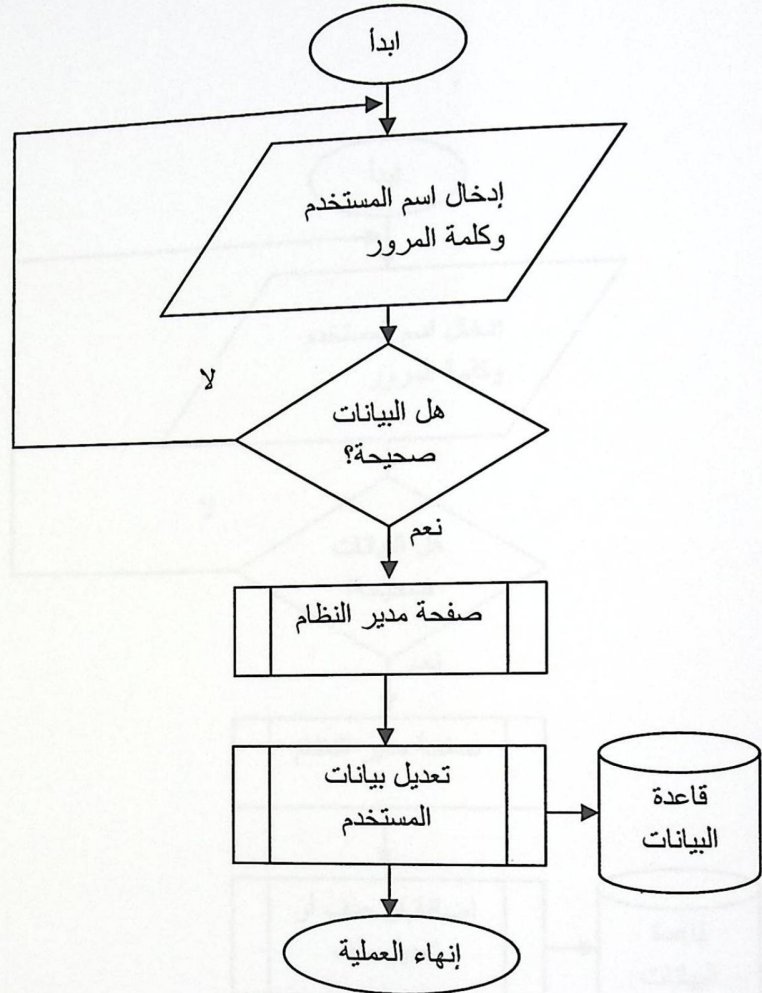 ابدأ
إدخال اسم المستخدم
وكلمة المرور
لا
هل البيانات
صحيحة؟
نعم
صفحة مدير النظام
تعديل بيانات
المستخدم
قاعدة
البيانات
إنهاء العملية